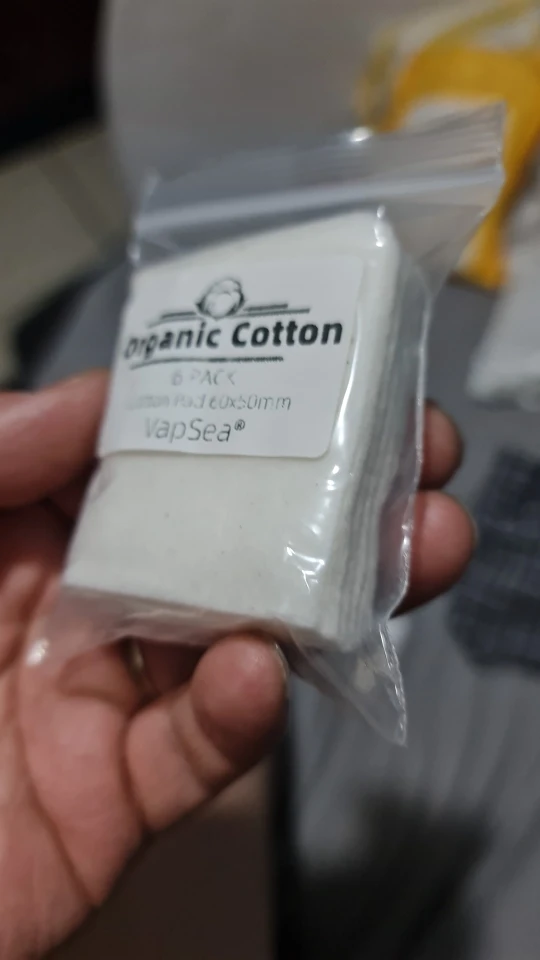 Organic Cotton
6 PACK
Cotton Pad 60x50mm
VapSea®